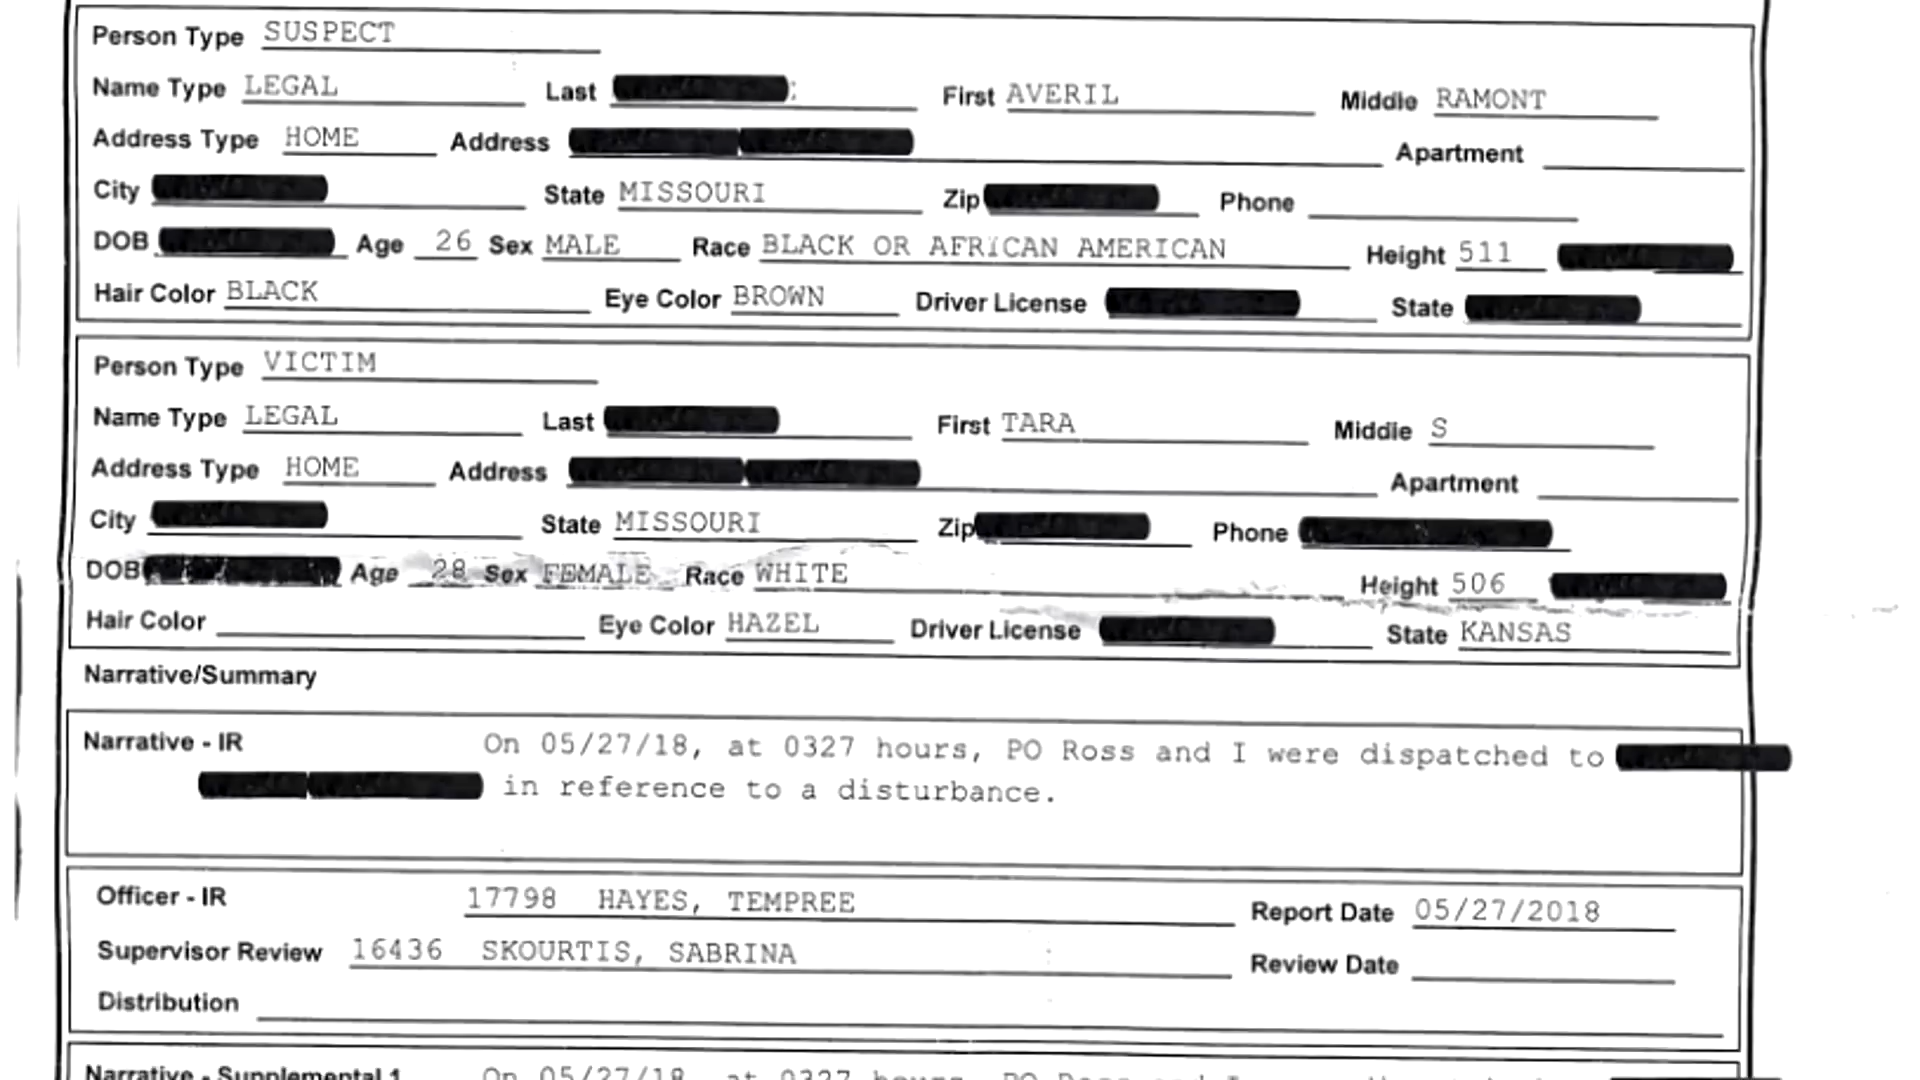 Person Type SUSPECT
Name Type LEGAL Last First AVERIL Middle RAMONT
Address Type HOME Address Apartment
City State MISSOURI Zip Phone
DOB Age 26 Sex MALE Race BLACK OR AFRICAN AMERICAN Height 511
Hair Color BLACK Eye Color BROWN Driver License State
Person Type VICTIM
Name Type LEGAL Last First TARA Middle S
Address Type HOME Address Apartment
City State MISSOURI Zip Phone
DOB Age 28 Sex FEMALE Race WHITE Height 506
Hair Color Eye Color HAZEL Driver License State KANSAS
Narrative/Summary
Narrative - IR On 05/27/18, at 0327 hours, PO Ross and I were dispatched to
in reference to a disturbance.
Officer - IR 17798 HAYES, TEMPREE Report Date 05/27/2018
Supervisor Review 16436 SKOURTIS, SABRINA Review Date
Distribution
Narrative - Supplemental 1 On 05/27/18, at 0327 hours, PO Ross and I were